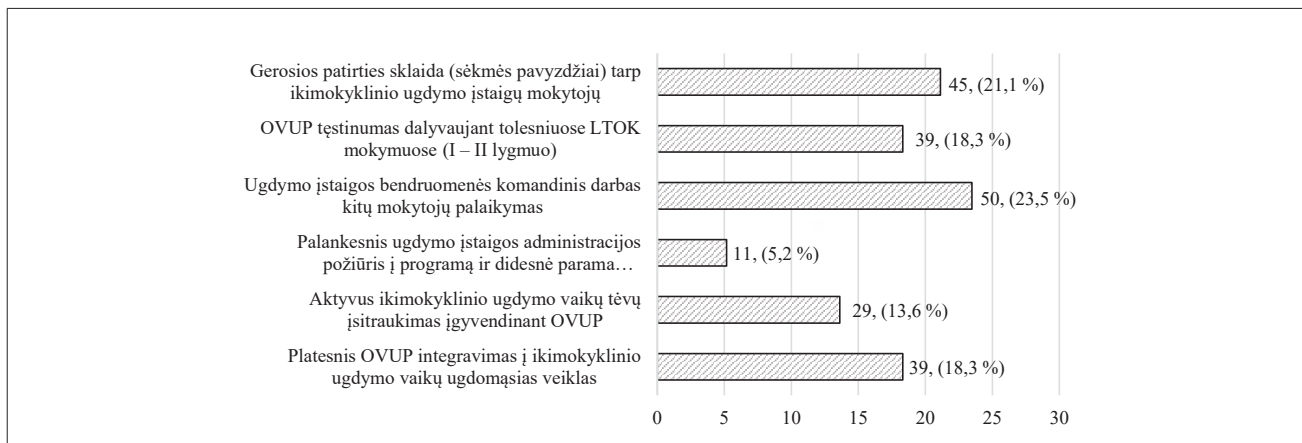 Gerosios patirties sklaida (sėkmės pavyzdžiai) tarp
ikimokyklinio ugdymo įstaigų mokytojų
45, (21,1 %)
OVUP tęstinumas dalyvaujant tolesniuose LTOK
mokymuose (I – II lygmuo)
39, (18,3 %)
Ugdymo įstaigos bendruomenės komandinis darbas
kitų mokytojų palaikymas
50, (23,5 %)
Palankesnis ugdymo įstaigos administracijos
požiūris į programą ir didesnė parama…
11, (5,2 %)
Aktyvus ikimokyklinio ugdymo vaikų tėvų
įsitraukimas įgyvendinant OVUP
29, (13,6 %)
Platesnis OVUP integravimas į ikimokyklinio
ugdymo vaikų ugdomąsias veiklas
39, (18,3 %)
0 5 10 15 20 25 30